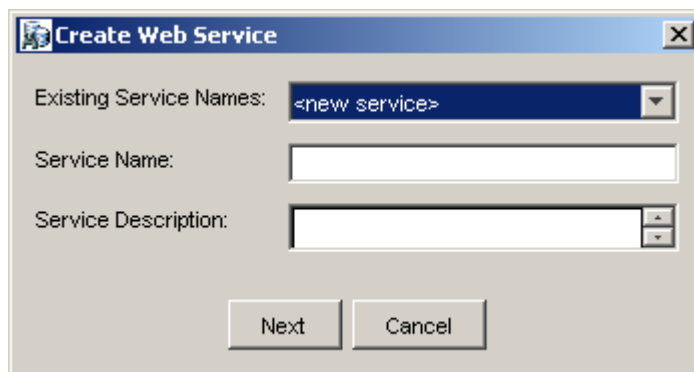 Create Web Service
Existing Service Names: <new service>
Service Name:
Service Description:
Next Cancel